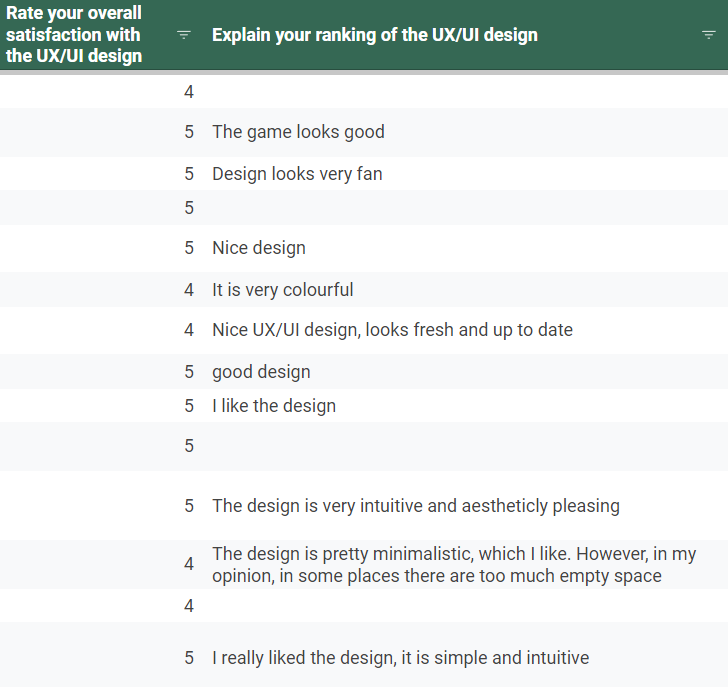 Rate your overall
satisfaction with
the UX/UI design
Explain your ranking of the UX/UI design
4
5 The game looks good
5 Design looks very fan
5
5 Nice design
4 It is very colourful
4 Nice UX/UI design, looks fresh and up to date
5 good design
5 I like the design
5
5 The design is very intuitive and aestheticly pleasing
4 The design is pretty minimalistic, which I like. However, in my
opinion, in some places there are too much empty space
4
5 I really liked the design, it is simple and intuitive